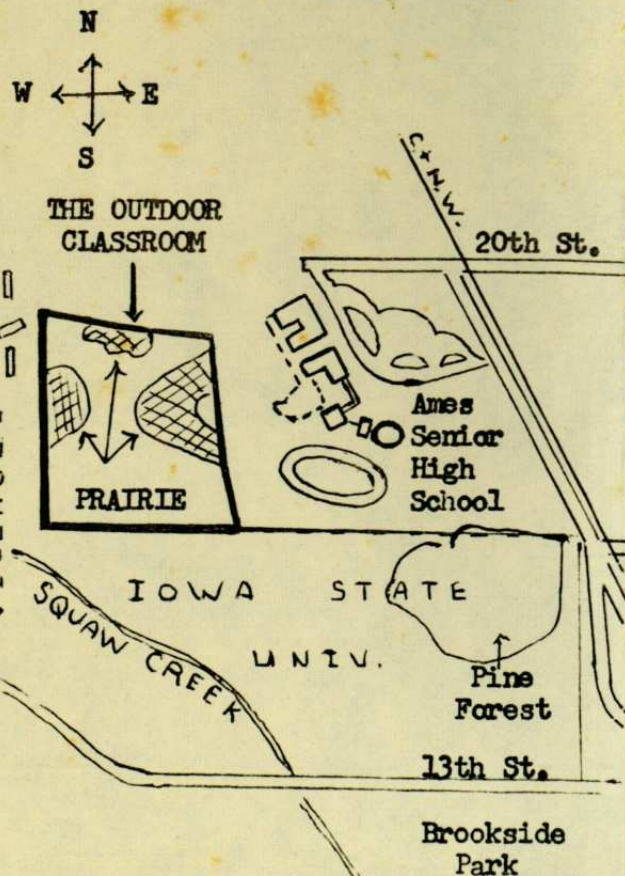 N
W E
S
THE OUTDOOR
CLASSROOM
C. & N.W.
20th St.
Ames
Senior
High
School
PRAIRIE
IOWA STATE
UNIV.
SQUAW CREEK
Pine
Forest
13th St.
Brookside
Park